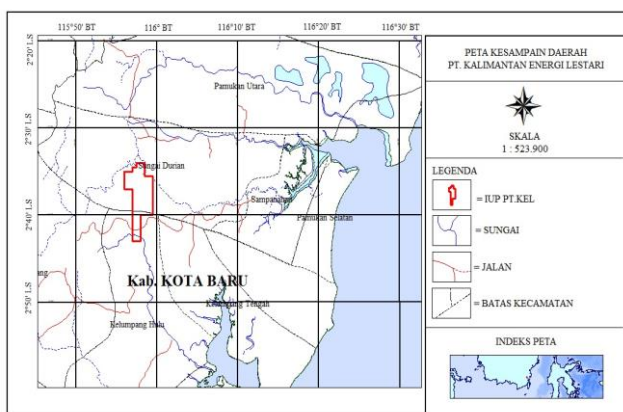 115°50' BT 116° BT 116°10' BT 116°20' BT 116°30' BT
2°20' LS
2°30' LS
2°40' LS
2°50' LS
Pamukan Utara
Sungai Durian
Sampanahan
Pamukan Selatan
Kab. KOTA BARU
Kelumpang Tengah
Kelumpang Hulu
ang
PETA KESAMPAIN DAERAH
PT. KALIMANTAN ENERGI LESTARI
SKALA
1 : 523.900
LEGENDA
= IUP PT.KEL
= SUNGAI
= JALAN
= BATAS KECAMATAN
INDEKS PETA